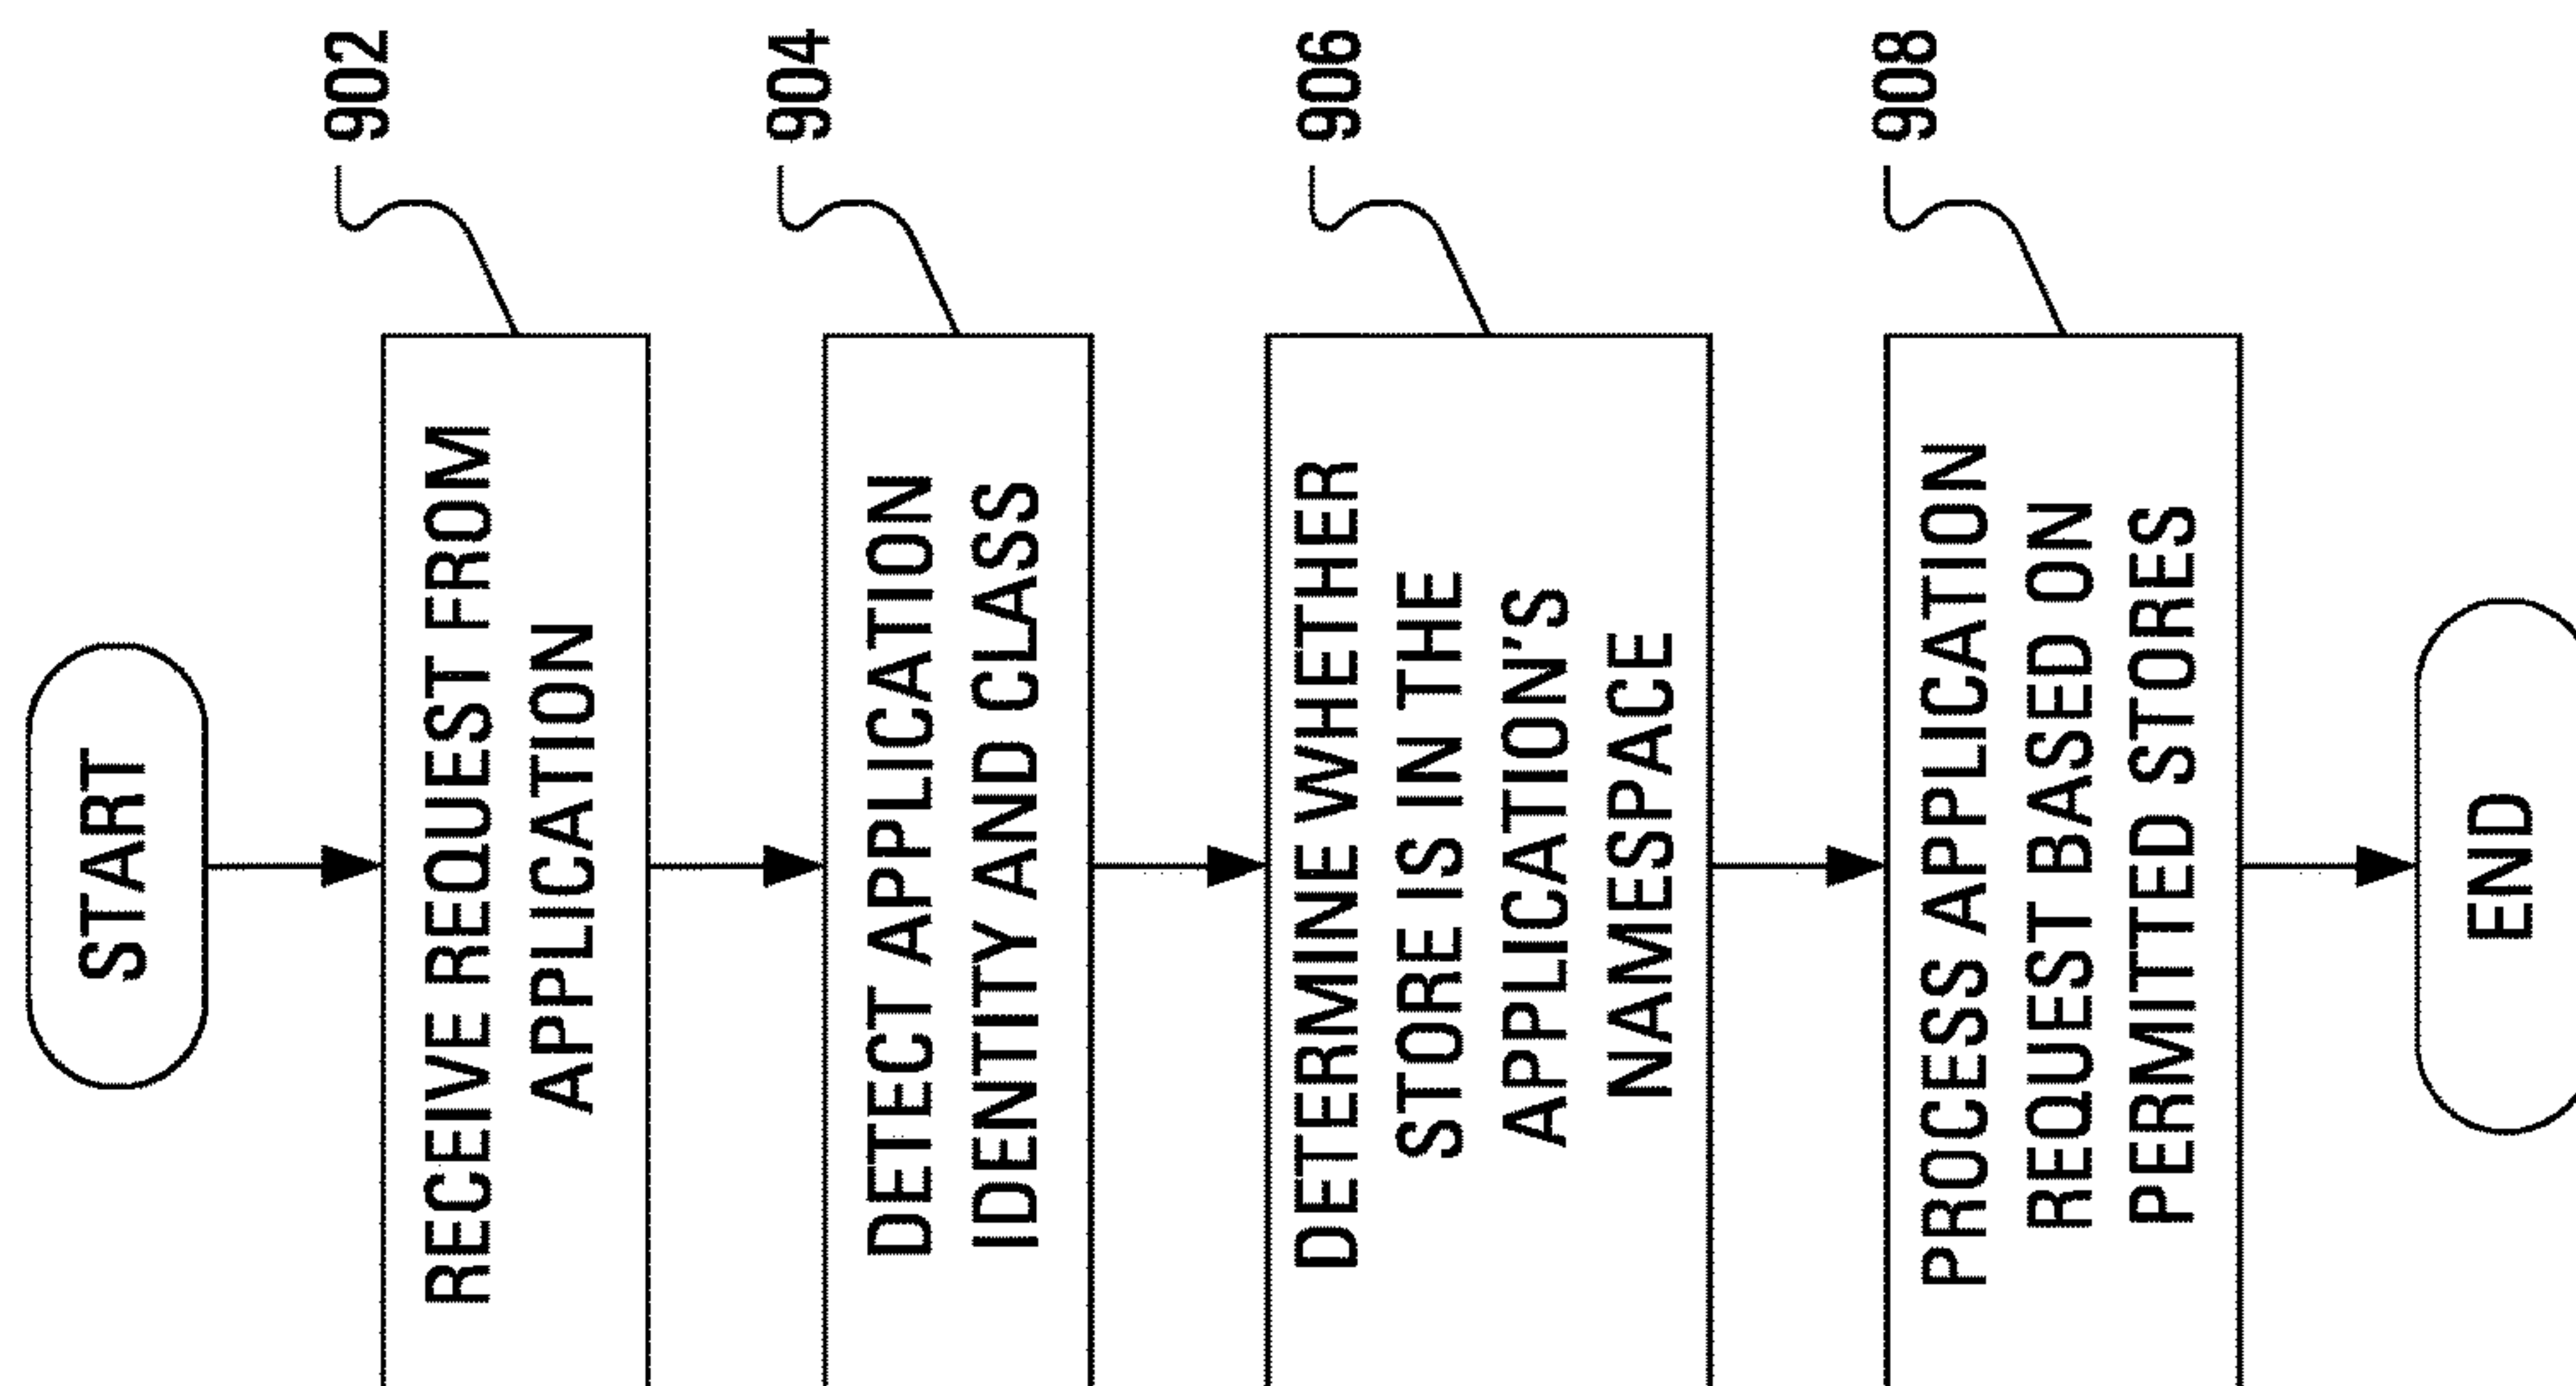 START
902
RECEIVE REQUEST FROM
APPLICATION
904
DETECT APPLICATION
IDENTITY AND CLASS
906
DETERMINE WHETHER
STORE IS IN THE
APPLICATION'S
NAMESPACE
908
PROCESS APPLICATION
REQUEST BASED ON
PERMITTED STORES
END